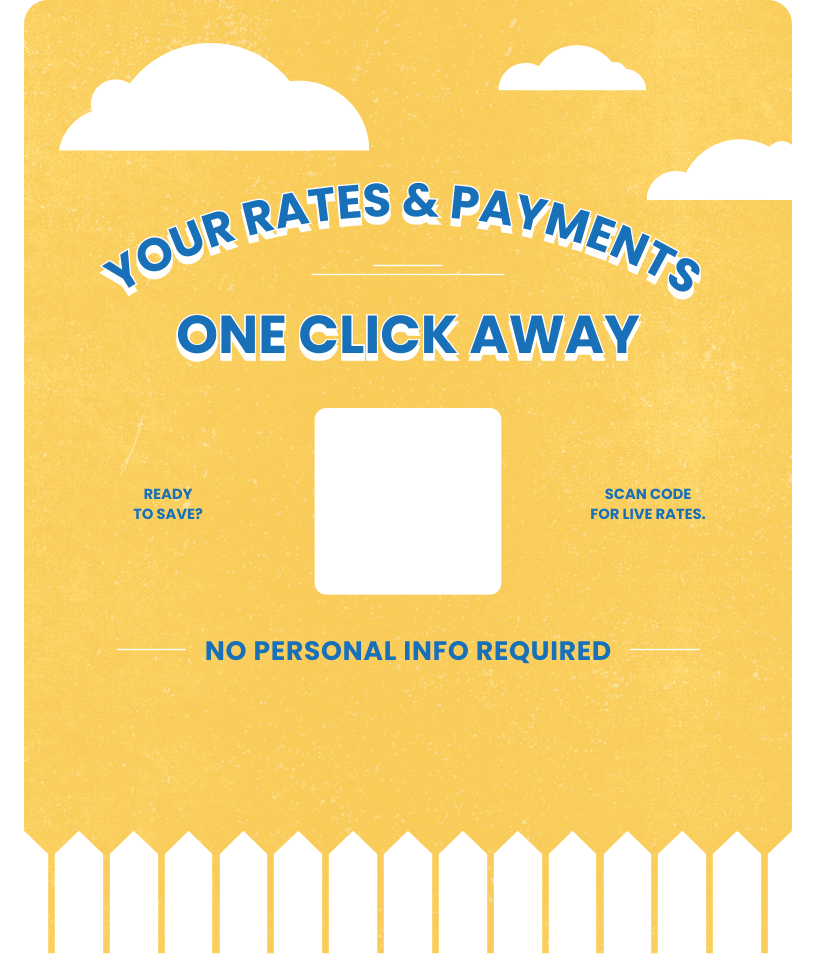 YOUR RATES & PAYMENTS
ONE CLICK AWAY
READY
TO SAVE?
SCAN CODE
FOR LIVE RATES.
NO PERSONAL INFO REQUIRED